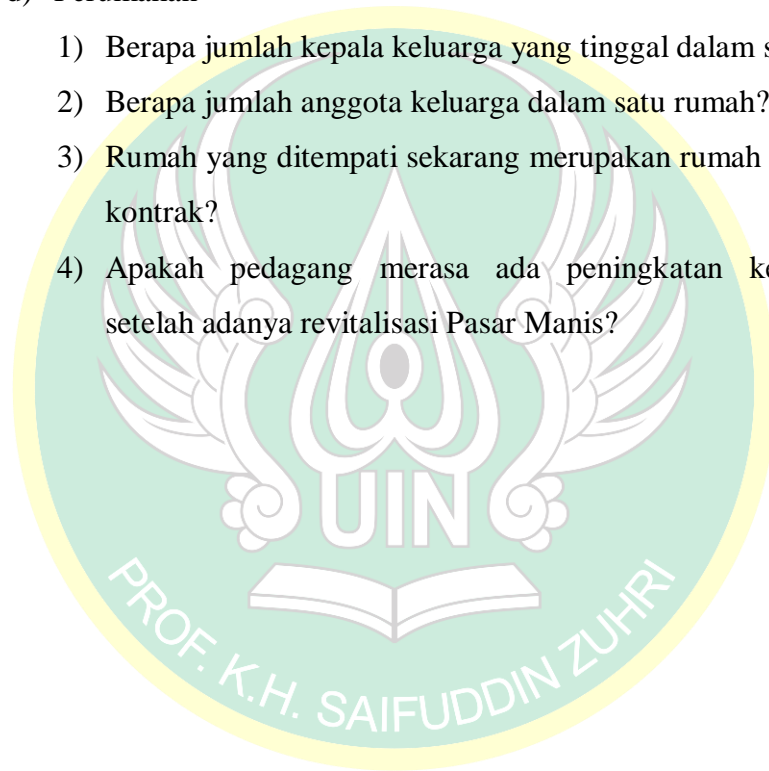 1) Berapa jumlah kepala keluarga yang tinggal dalam
2) Berapa jumlah anggota keluarga dalam satu rumah?
3) Rumah yang ditempati sekarang merupakan rumah
kontrak?
4) Apakah pedagang merasa ada peningkatan
setelah adanya revitalisasi Pasar Manis?
UIN
PROF. K.H. SAIFUDDIN ZUHRI